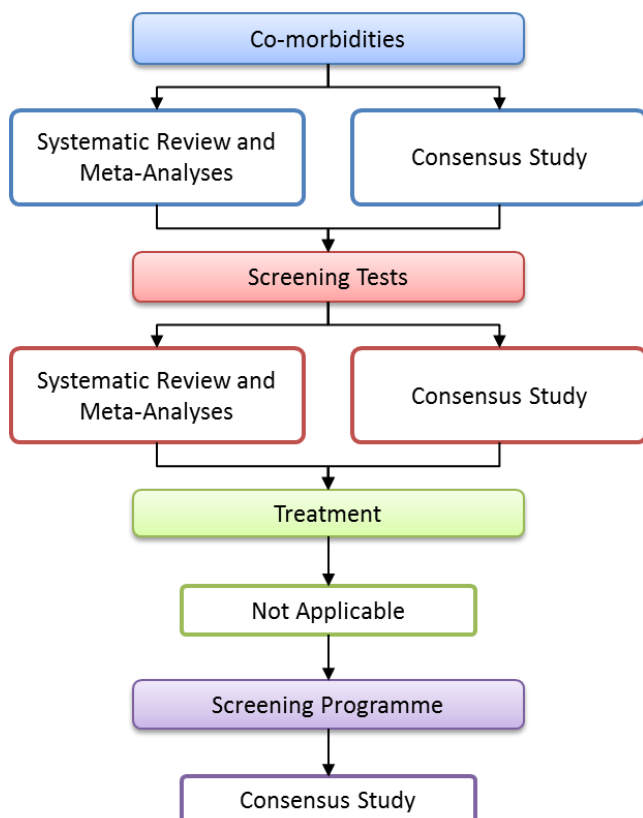 Co-morbidities
Systematic Review and
Meta-Analyses
Consensus Study
Screening Tests
Systematic Review and
Meta-Analyses
Consensus Study
Treatment
Not Applicable
Screening Programme
Consensus Study